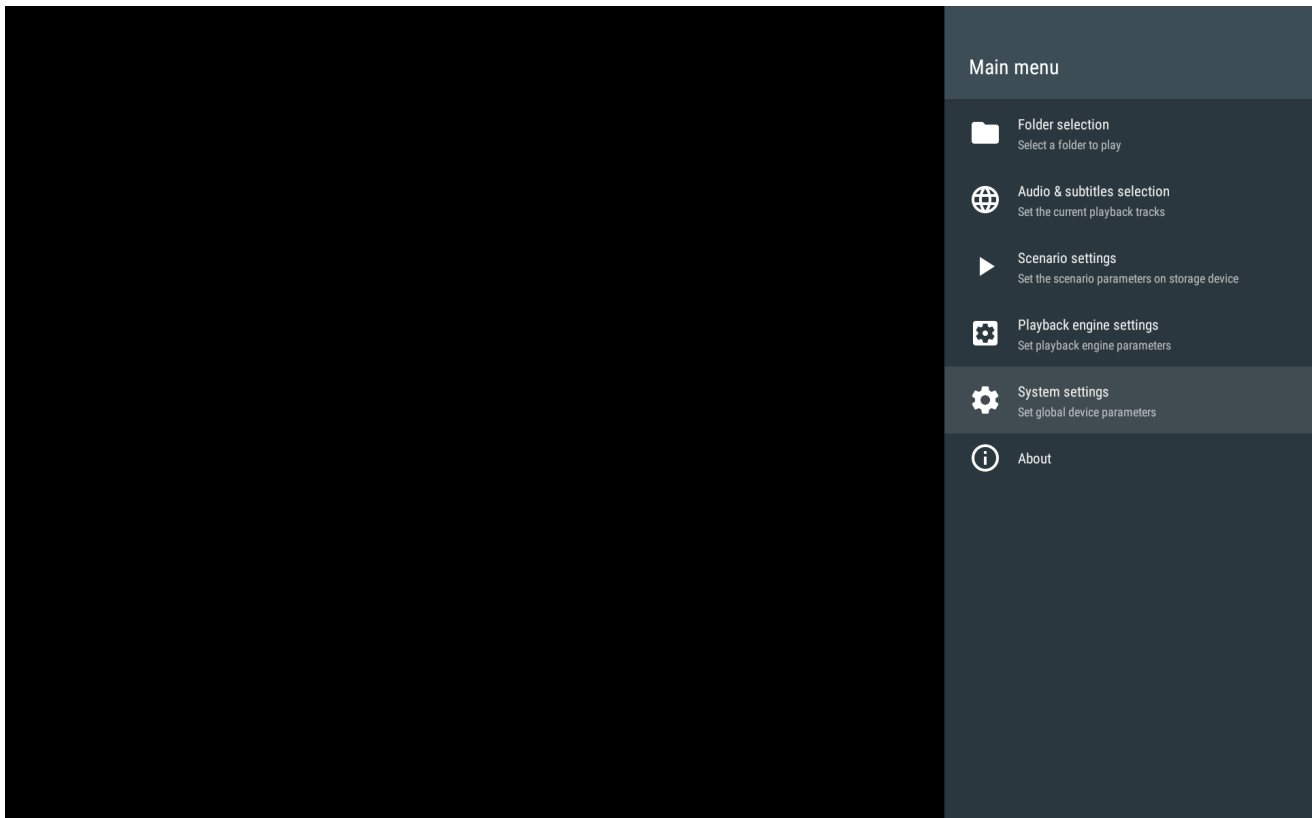 Main menu
Folder selection
Select a folder to play
Audio & subtitles selection
Set the current playback tracks
Scenario settings
Set the scenario parameters on storage device
Playback engine settings
Set playback engine parameters
System settings
Set global device parameters
About